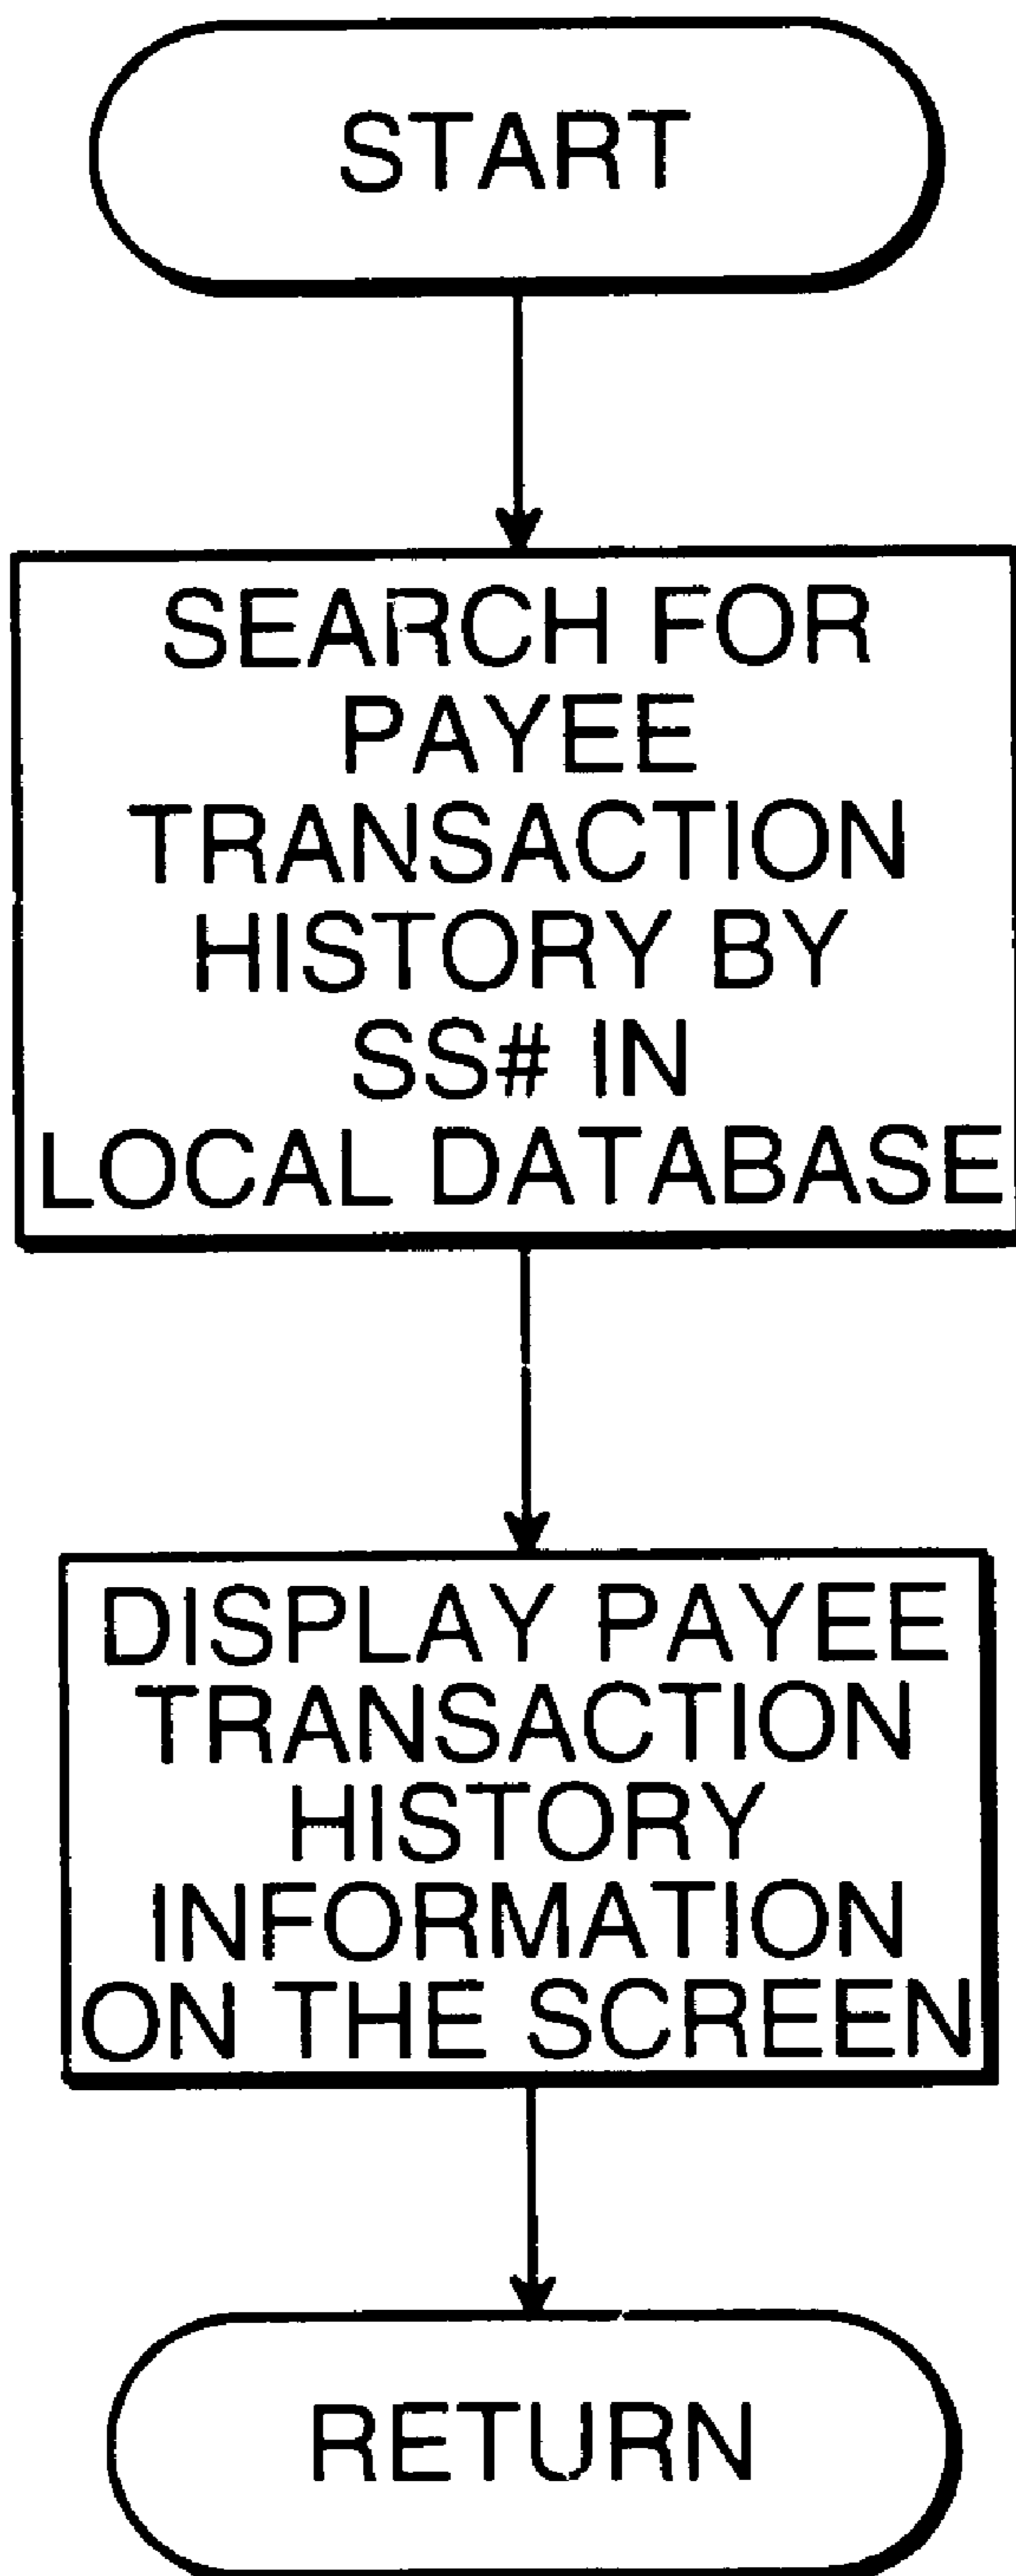 START
SEARCH FOR
PAYEE
TRANSACTION
HISTORY BY
SS# IN
LOCAL DATABASE
DISPLAY PAYEE
TRANSACTION
HISTORY
INFORMATION
ON THE SCREEN
RETURN